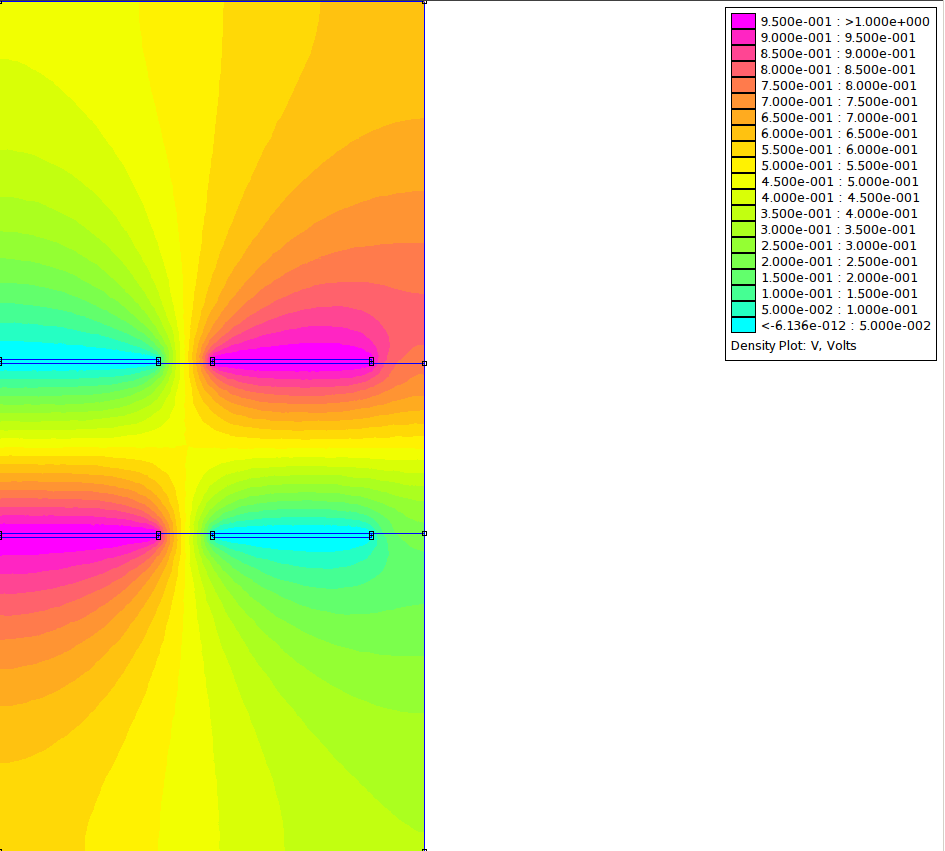 9.500e-001 : >1.000e+000
9.000e-001 : 9.500e-001
8.500e-001 : 9.000e-001
8.000e-001 : 8.500e-001
7.500e-001 : 8.000e-001
7.000e-001 : 7.500e-001
6.500e-001 : 7.000e-001
6.000e-001 : 6.500e-001
5.500e-001 : 6.000e-001
5.000e-001 : 5.500e-001
4.500e-001 : 5.000e-001
4.000e-001 : 4.500e-001
3.500e-001 : 4.000e-001
3.000e-001 : 3.500e-001
2.500e-001 : 3.000e-001
2.000e-001 : 2.500e-001
1.500e-001 : 2.000e-001
1.000e-001 : 1.500e-001
5.000e-002 : 1.000e-001
<-6.136e-012 : 5.000e-002
Density Plot: V, Volts